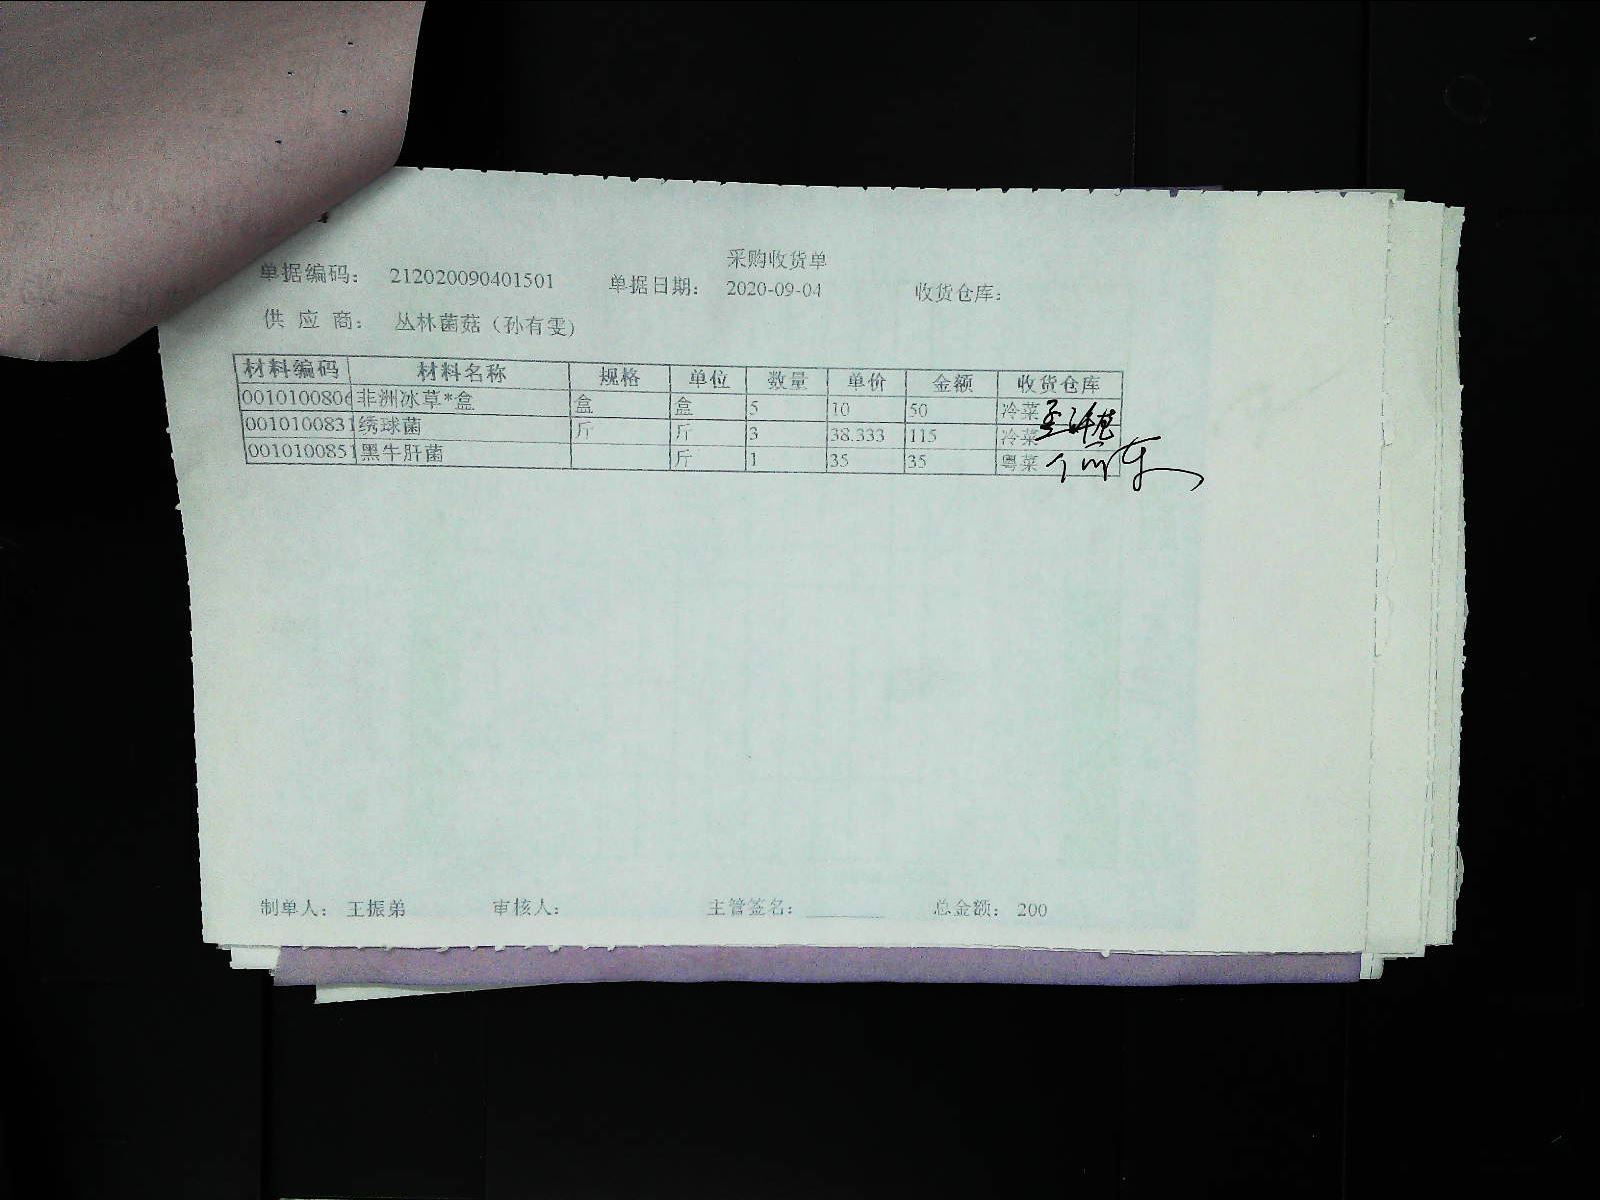 采购收货单
单据编码： 212020090401501 单据日期： 2020-09-04 收货仓库：
供 应 商： 丛林菌菇（孙有雯）
材料编码 材料名称 规格 单位 数量 单价 金额 收货仓库
0010100806 非洲冰草*盒 盒 盒 5 10 50 冷菜
0010100831 绣球菌 斤 斤 3 38.333 115 冷菜
0010100851 黑牛肝菌 斤 1 35 35 粤菜
制单人： 王振弟 审核人： 主管签名： 总金额： 200